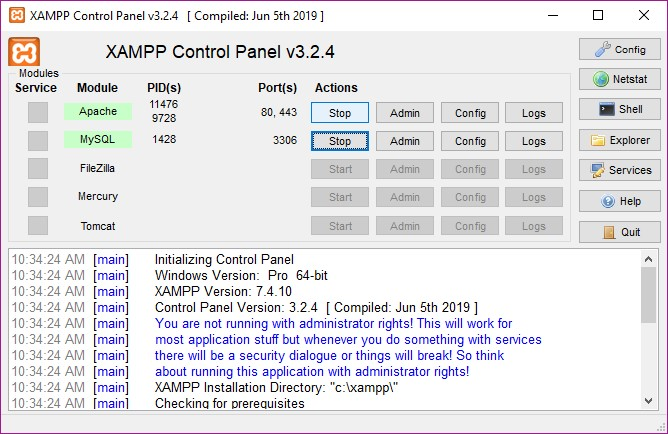 XAMPP Control Panel v3.2.4 [ Compiled: Jun 5th 2019 ]
XAMPP Control Panel v3.2.4
Config
Modules
Service Module PID(s) Port(s) Actions
Netstat
Apache 11476 9728 80, 443 Stop Admin Config Logs
Shell
MySQL 1428 3306 Stop Admin Config Logs
Explorer
FileZilla Start Admin Config Logs
Services
Mercury Start Admin Config Logs
Help
Tomcat Start Admin Config Logs
Quit
10:34:24 AM [main] Initializing Control Panel
10:34:24 AM [main] Windows Version: Pro 64-bit
10:34:24 AM [main] XAMPP Version: 7.4.10
10:34:24 AM [main] Control Panel Version: 3.2.4 [ Compiled: Jun 5th 2019 ]
10:34:24 AM [main] You are not running with administrator rights! This will work for
10:34:24 AM [main] most application stuff but whenever you do something with services
10:34:24 AM [main] there will be a security dialogue or things will break! So think
10:34:24 AM [main] about running this application with administrator rights!
10:34:24 AM [main] XAMPP Installation Directory: "c:\xampp\"
10:34:24 AM [main] Checking for prerequisites